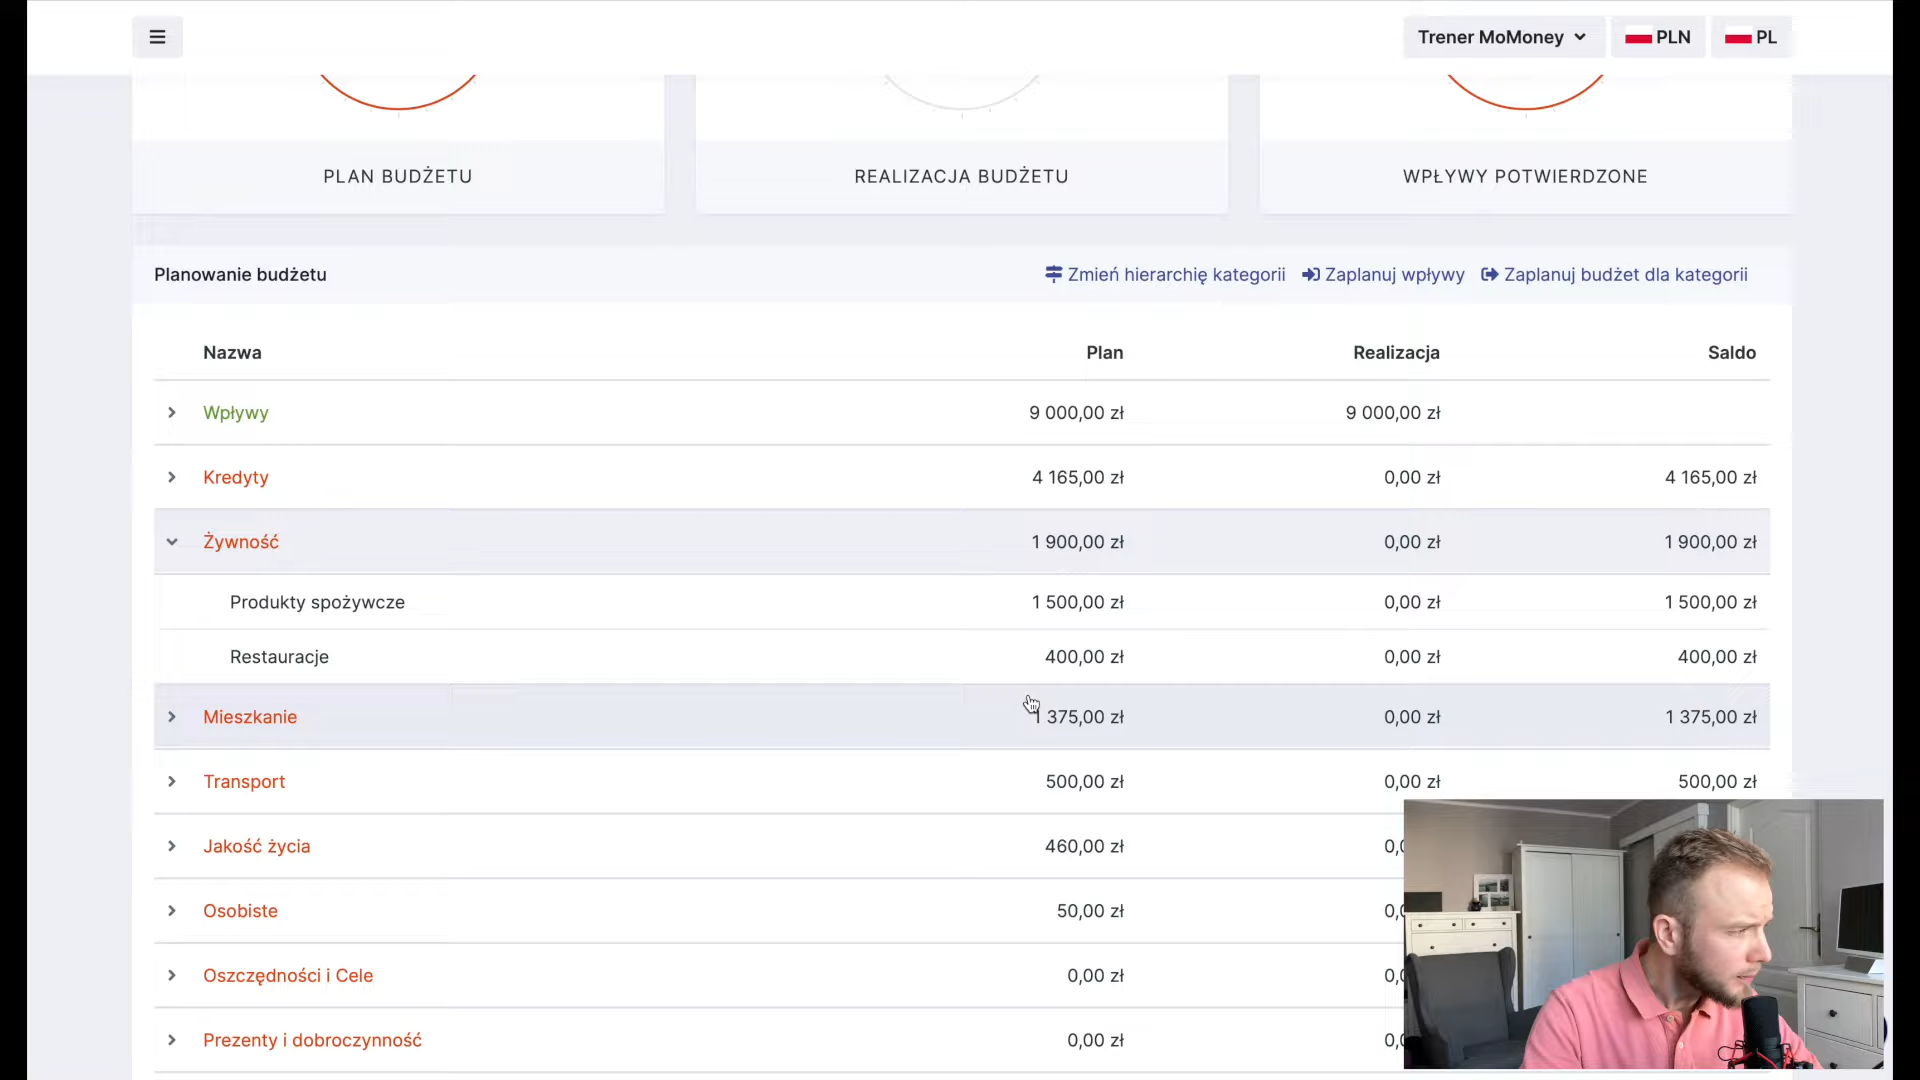 Trener MoMoney
PLN
PL
PLAN BUDŻETU
REALIZACJA BUDŻETU
WPŁYWY POTWIERDZONE
Planowanie budżetu
Zmień hierarchię kategorii
Zaplanuj wpływy
Zaplanuj budżet dla kategorii
Nazwa Plan Realizacja Saldo
Wpływy 9 000,00 zł 9 000,00 zł
Kredyty 4 165,00 zł 0,00 zł 4 165,00 zł
Żywność 1 900,00 zł 0,00 zł 1 900,00 zł
Produkty spożywcze 1 500,00 zł 0,00 zł 1 500,00 zł
Restauracje 400,00 zł 0,00 zł 400,00 zł
Mieszkanie 1 375,00 zł 0,00 zł 1 375,00 zł
Transport 500,00 zł 0,00 zł 500,00 zł
Jakość życia 460,00 zł
Osobiste 50,00 zł
Oszczędności i Cele 0,00 zł
Prezenty i dobroczynność 0,00 zł